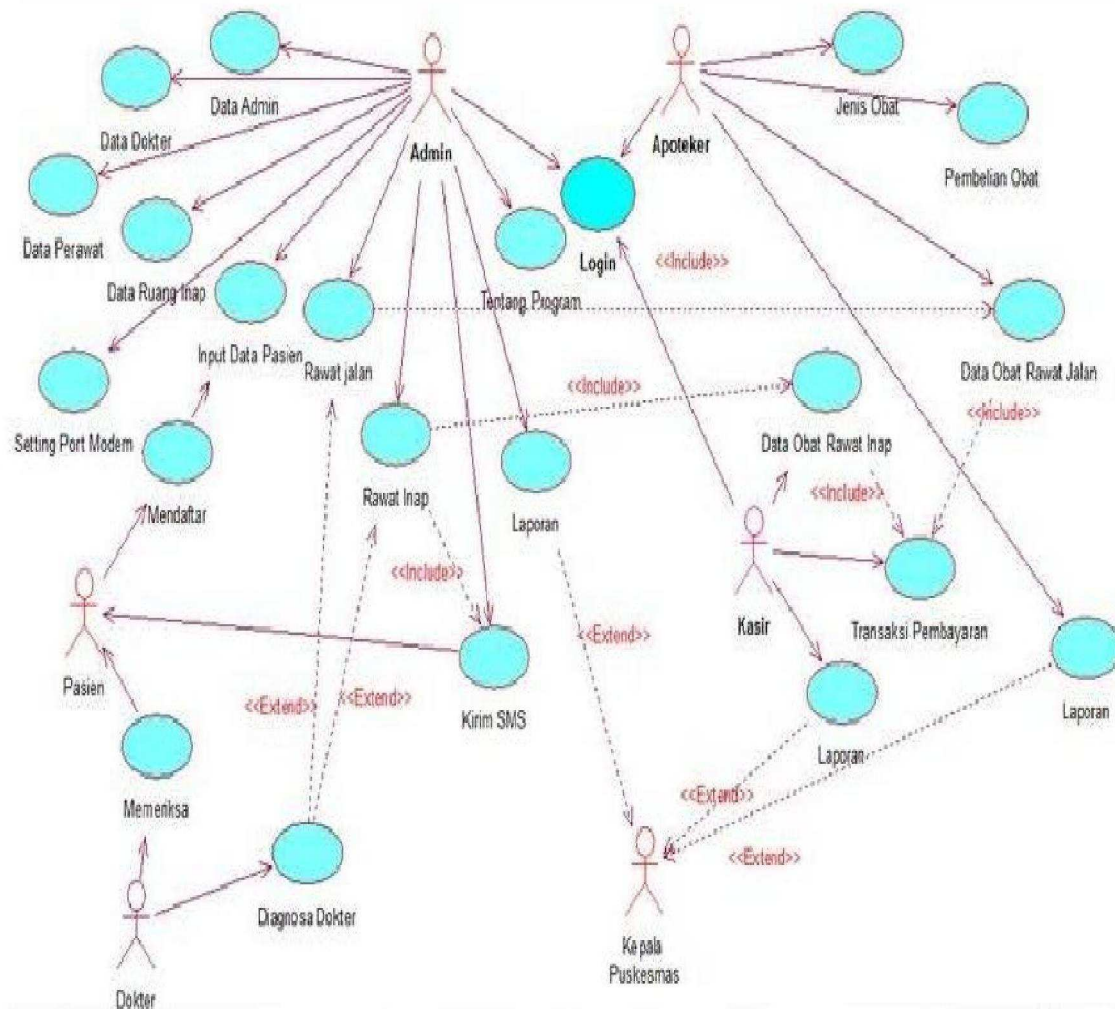 Data Admin
Data Dokter
Admin
Apoteker
Jenis Obat
Pembelian Obat
Data Perawat
Data Ruang Inap
Login
<<Include>>
Tentang Program
Input Data Pasien
Rawat jalan
Data Obat Rawat Jalan
<<Include>>
<<Include>>
Setting Port Modem
Data Obat Rawat Inap
Mendaftar
Rawat Inap
Laporan
<<Include>>
<<Include>>
Kasir
Transaksi Pembayaran
<<Extend>>
Pasien
<<Extend>>
<<Extend>>
Kirim SMS
Laporan
Laporan
Memeriksa
<<Extend>>
<<Extend>>
Diagnosa Dokter
Kepala
Puskesmas
Dokter